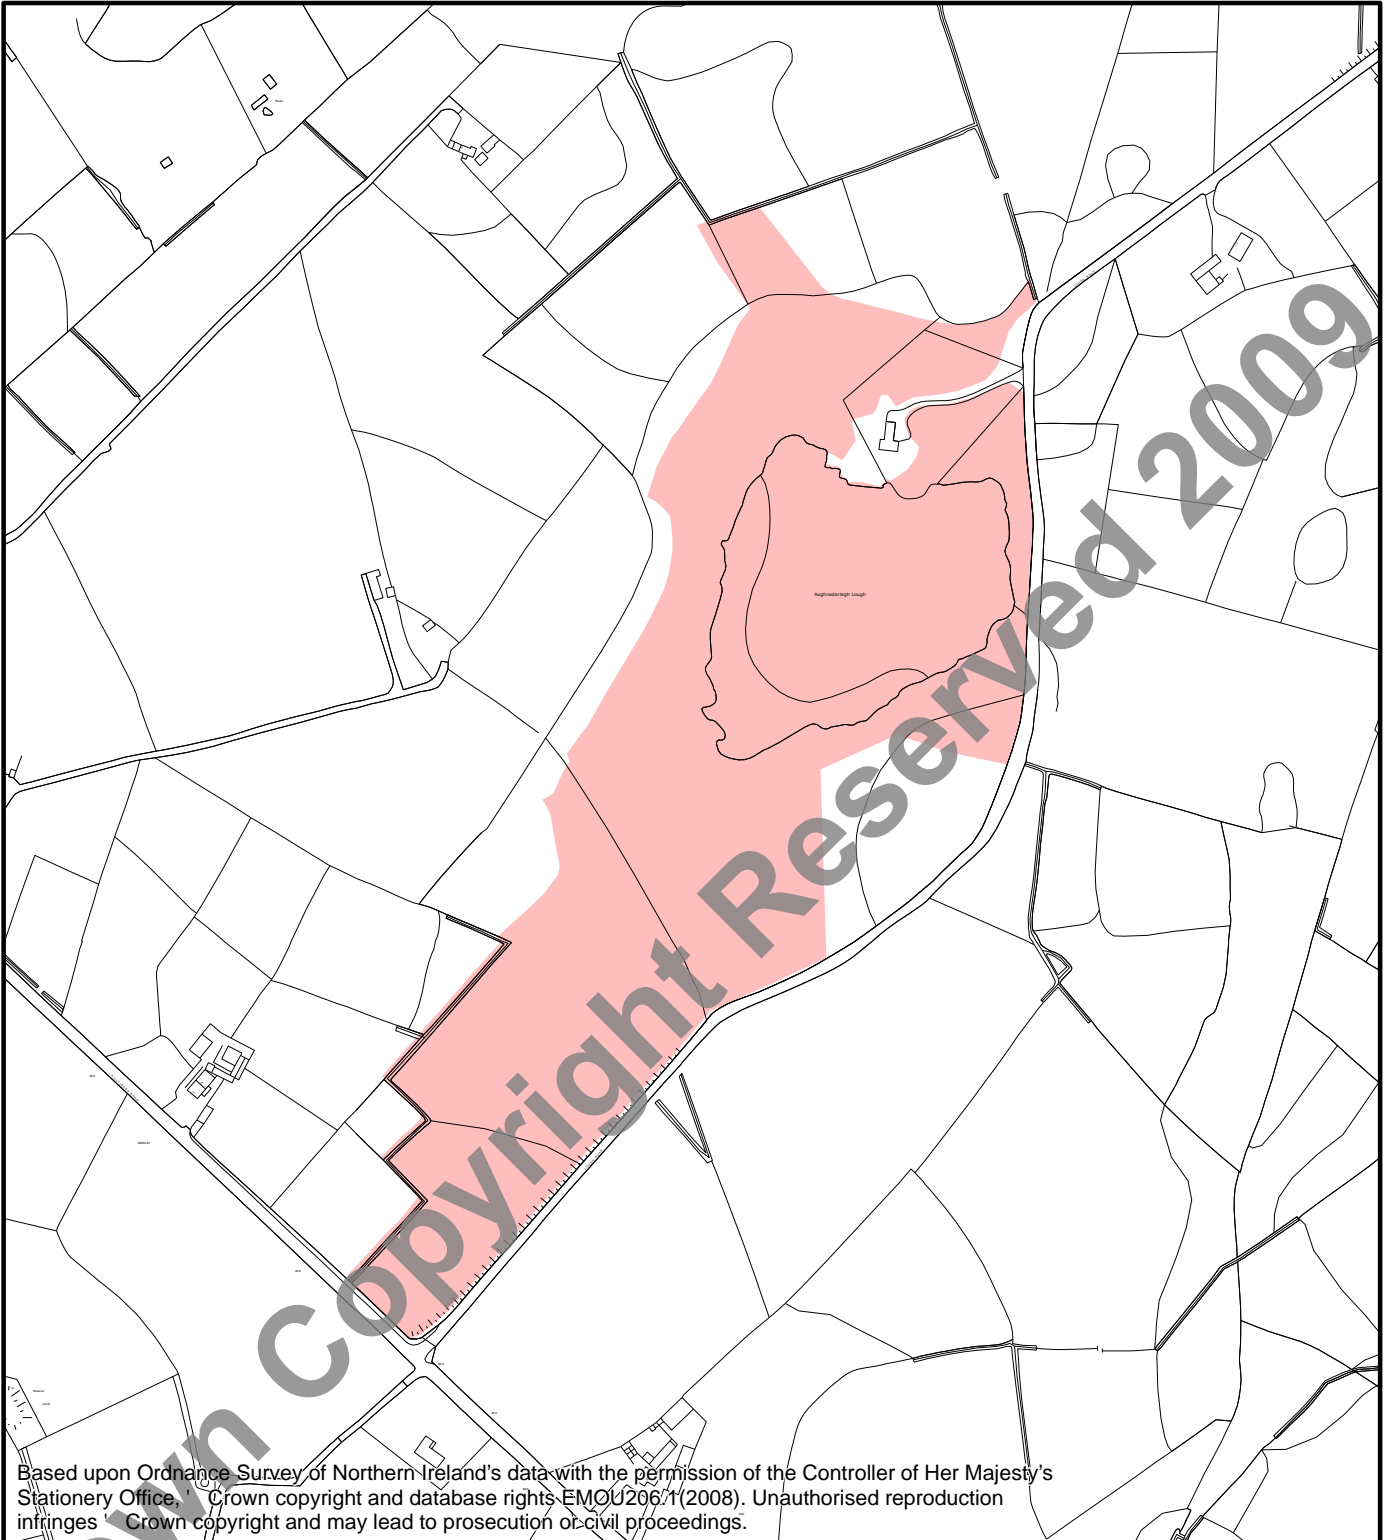 Aughnadarragh Lough
Crown Copyright Reserved 2009
Based upon Ordnance Survey of Northern Ireland's data with the permission of the Controller of Her Majesty's
Stationery Office, ' Crown copyright and database rights EMOU206.1(2008). Unauthorised reproduction
infringes ' Crown copyright and may lead to prosecution or civil proceedings.